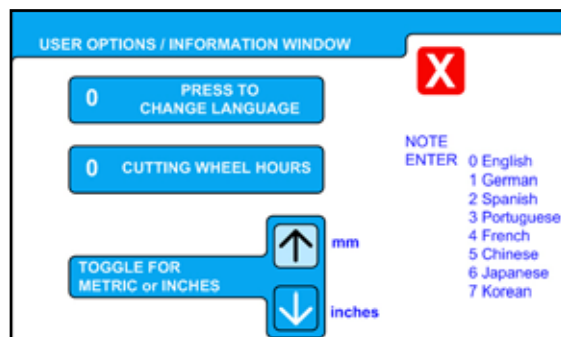 USER OPTIONS / INFORMATION WINDOW
X
0 PRESS TO
CHANGE LANGUAGE
0 CUTTING WHEEL HOURS
TOGGLE FOR
METRIC or INCHES
mm
inches
NOTE
ENTER 0 English
1 German
2 Spanish
3 Portuguese
4 French
5 Chinese
6 Japanese
7 Korean